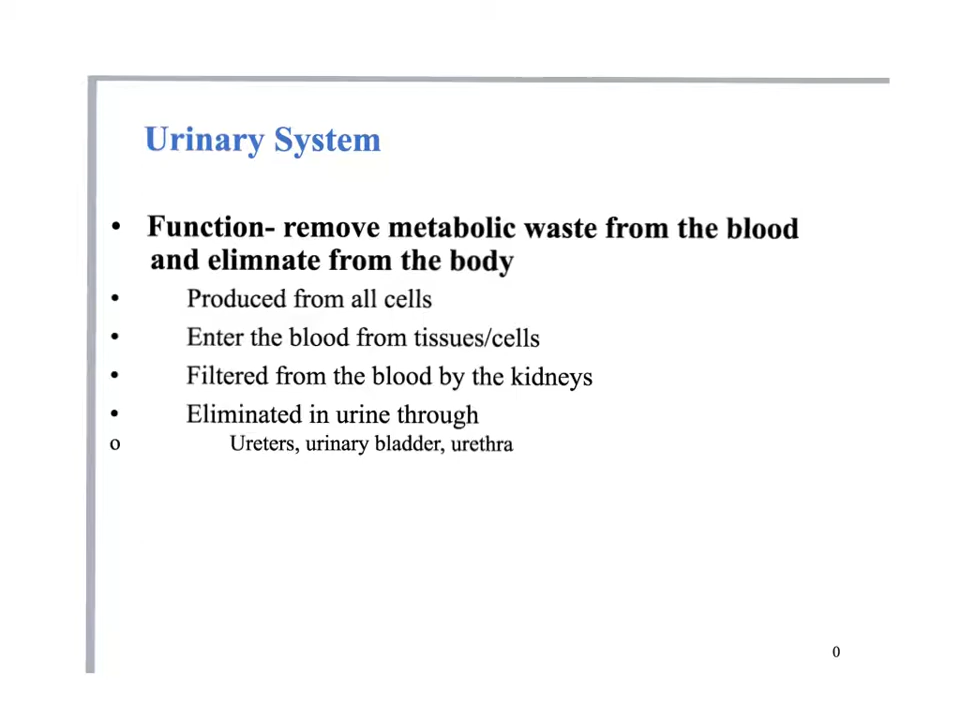 Urinary System
• Function- remove metabolic waste from the blood
and elimnate from the body
• Produced from all cells
• Enter the blood from tissues/cells
• Filtered from the blood by the kidneys
• Eliminated in urine through
o Ureters, urinary bladder, urethra
0